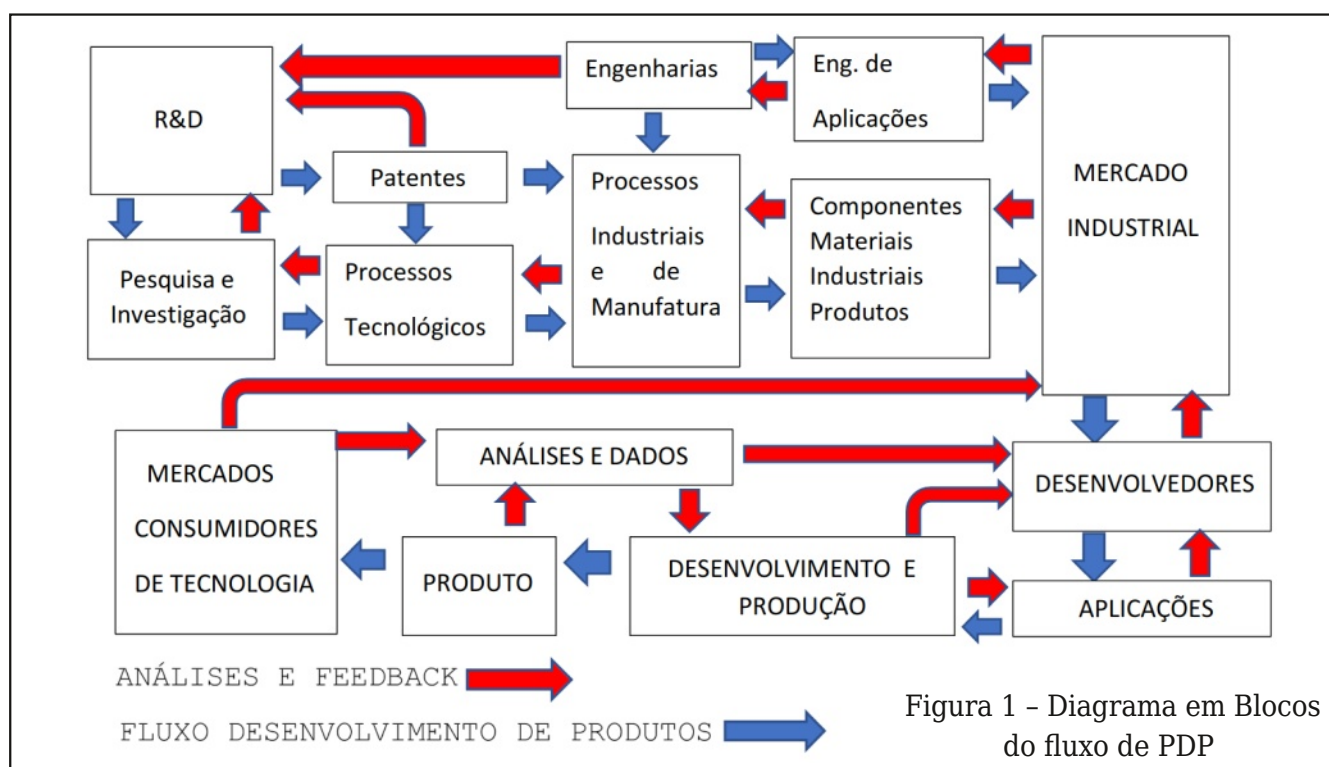 R&D
Engenharias
Eng. de
Aplicações
MERCADO
INDUSTRIAL
Patentes
Processos
Industriais
e de
Manufatura
Componentes
Materiais
Industriais
Produtos
Pesquisa e
Investigação
Processos
Tecnológicos
MERCADOS
CONSUMIDORES
DE TECNOLOGIA
ANÁLISES E DADOS
DESENVOLVEDORES
PRODUTO
DESENVOLVIMENTO E
PRODUÇÃO
APLICAÇÕES
ANÁLISES E FEEDBACK
FLUXO DESENVOLVIMENTO DE PRODUTOS
Figura 1 – Diagrama em Blocos
do fluxo de PDP